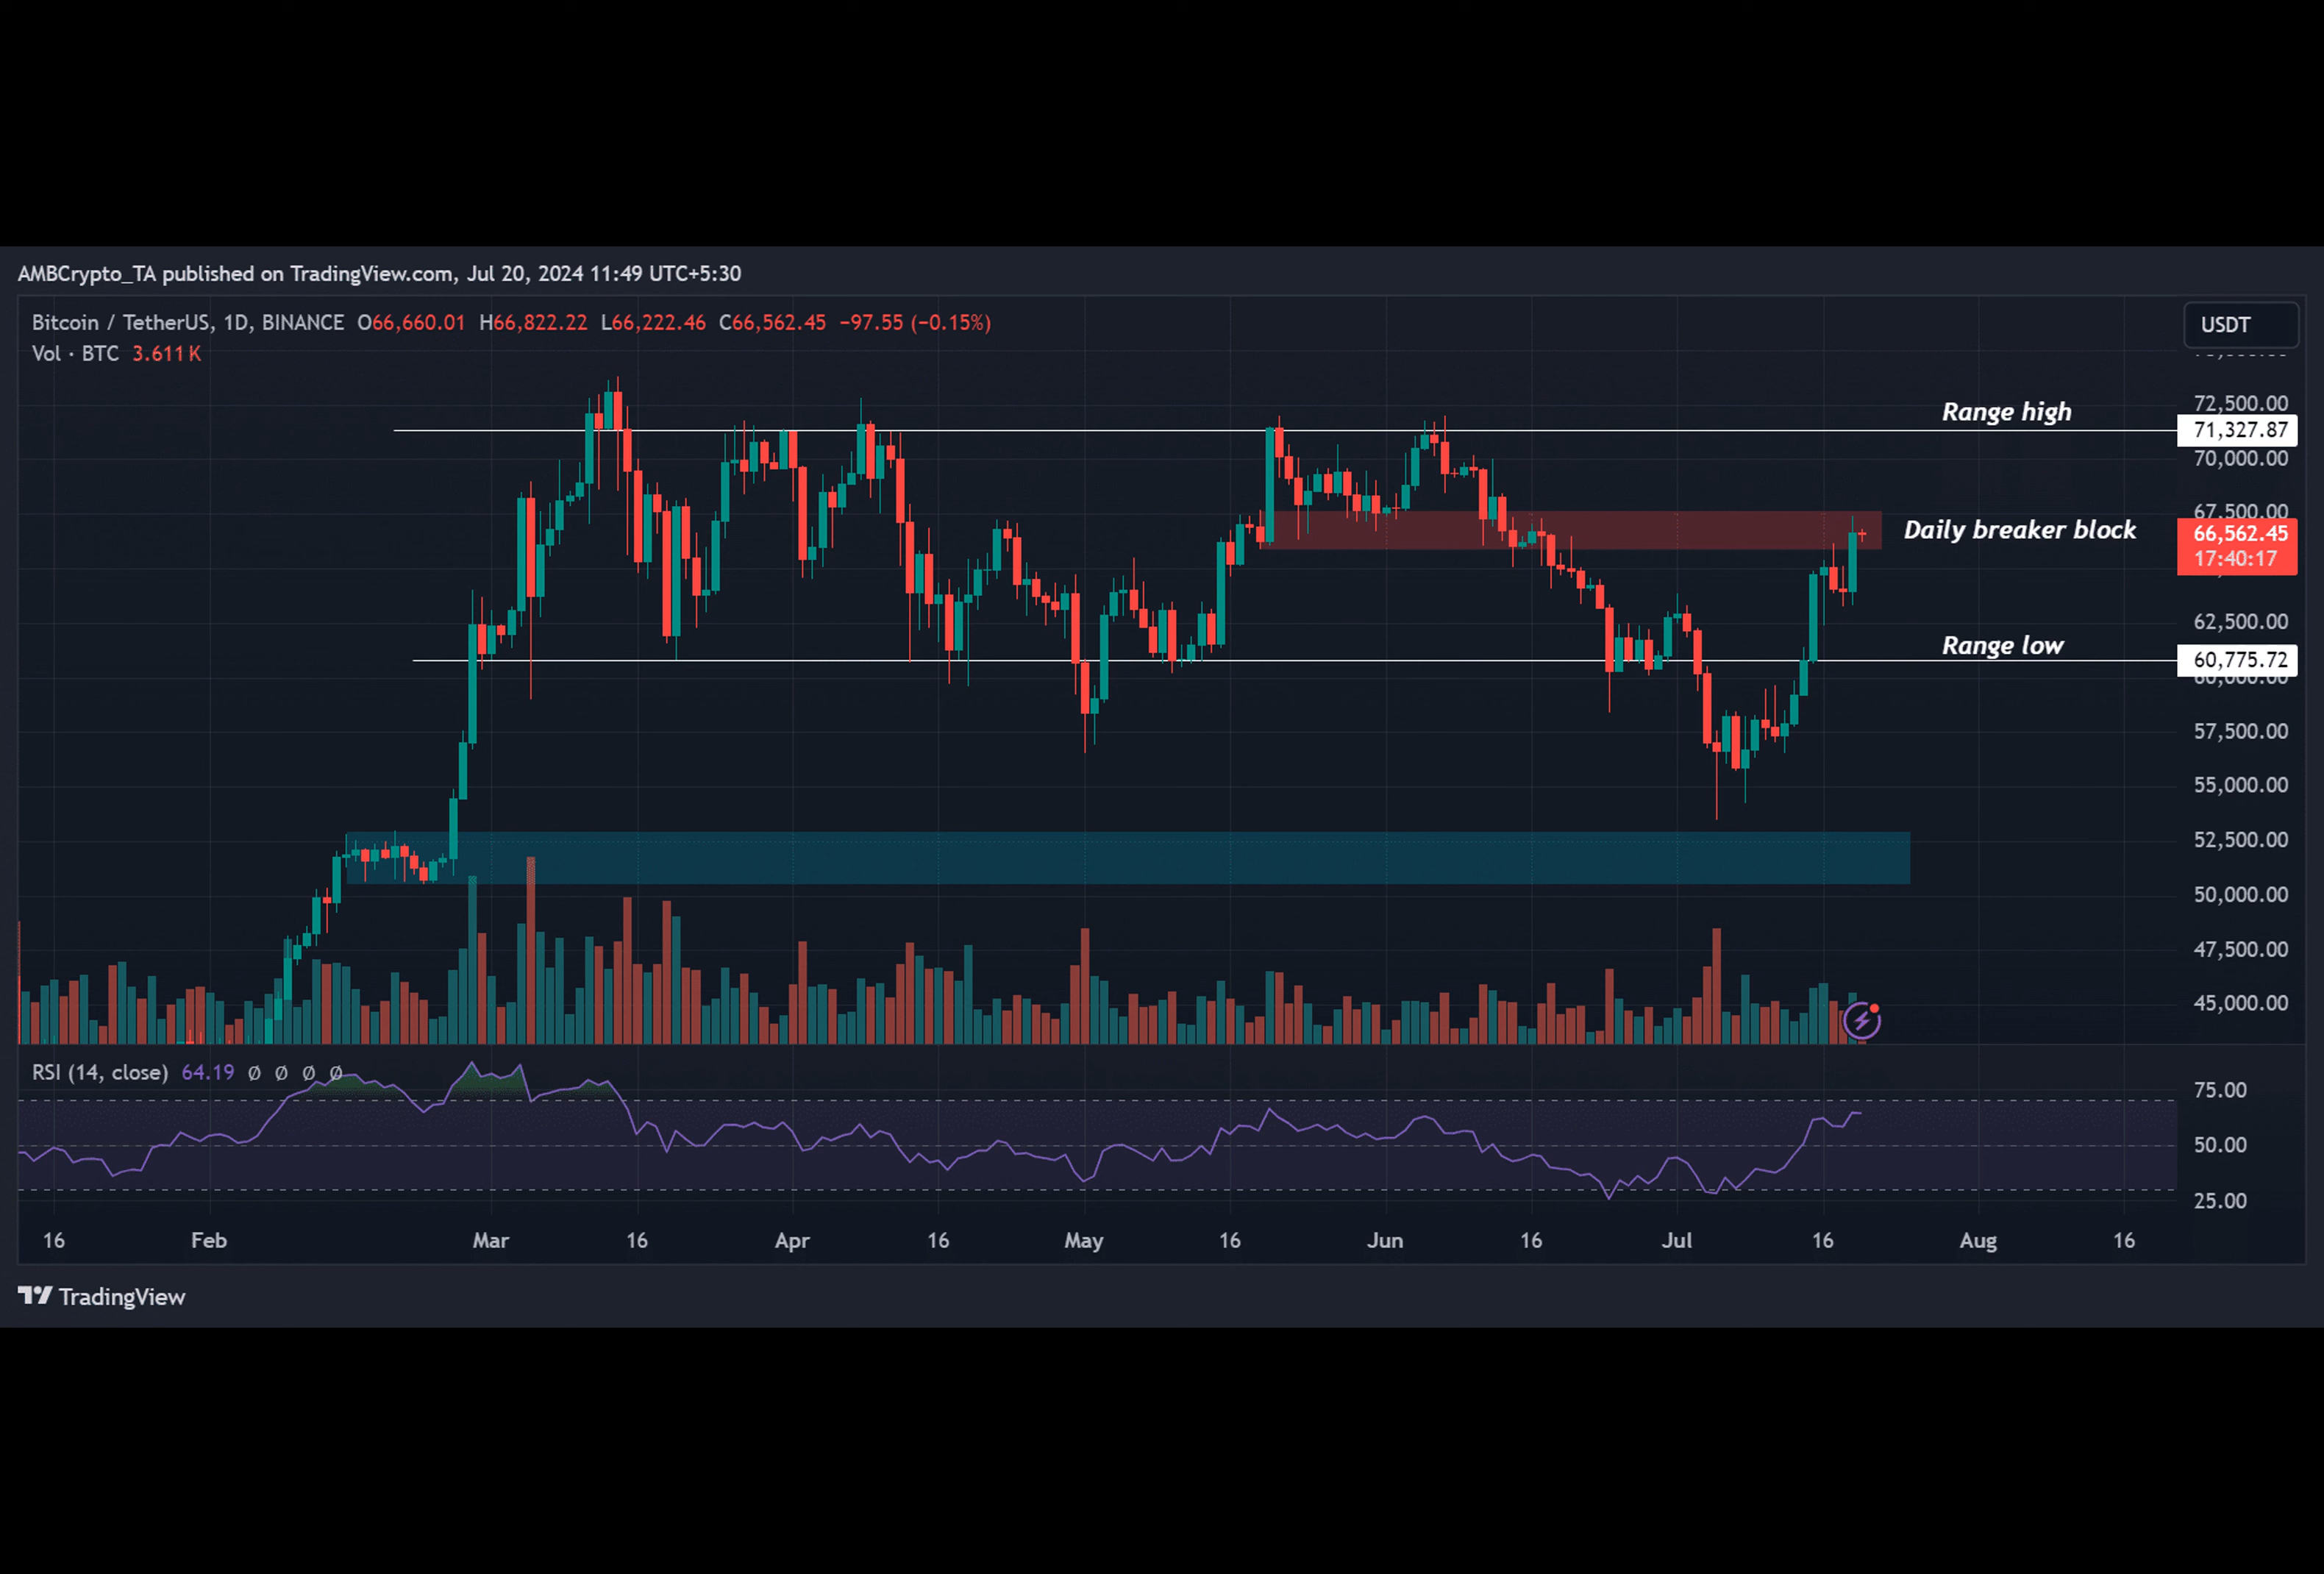 AMBCrypto_TA published on TradingView.com, Jul 20, 2024 11:49 UTC+5:30
Bitcoin / TetherUS, 1D, BINANCE O66,660.01 H66,822.22 L66,222.46 C66,562.45 −97.55 (−0.15%)
Vol · BTC 3.611 K
USDT
72,500.00
Range high
71,327.87
70,000.00
67,500.00
Daily breaker block
66,562.45
17:40:17
62,500.00
Range low
60,775.72
60,000.00
57,500.00
55,000.00
52,500.00
50,000.00
47,500.00
45,000.00
RSI (14, close) 64.19 Ø Ø Ø Ø
75.00
50.00
25.00
16 Feb Mar 16 Apr 16 May 16 Jun 16 Jul 16 Aug 16
TradingView